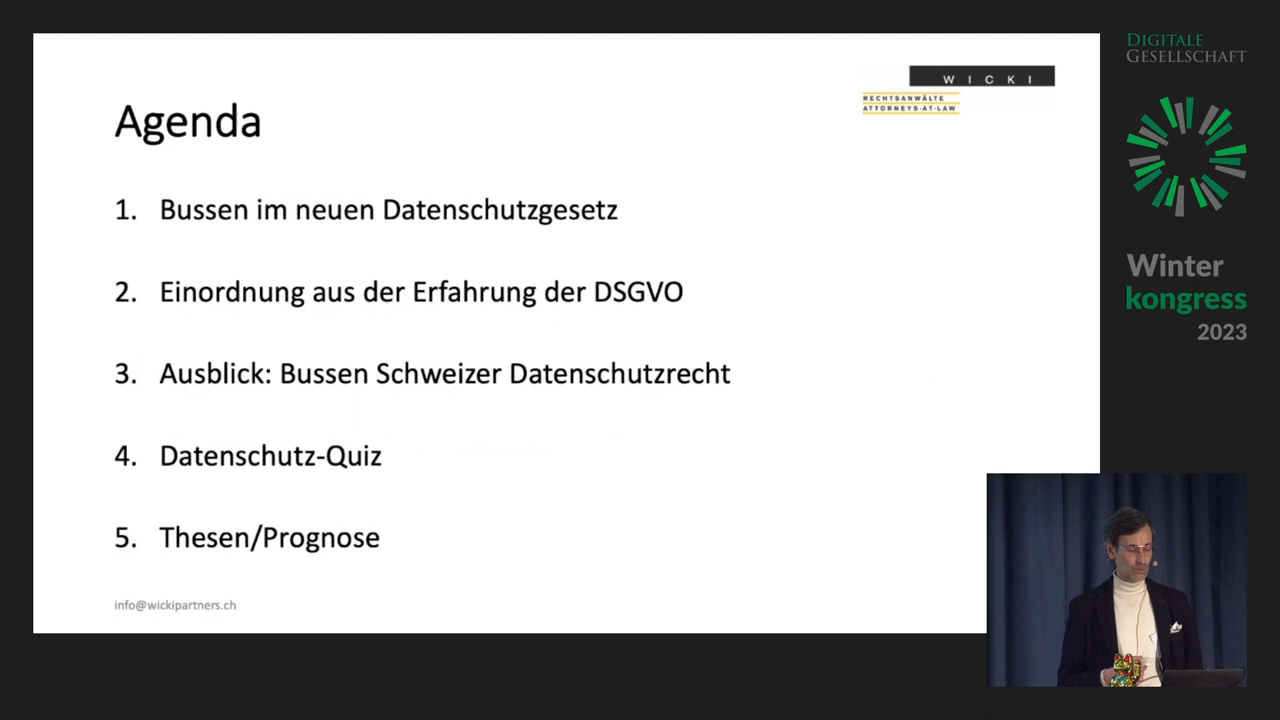 Agenda
WICKI
RECHTSANWÄLTE
ATTORNEYS-AT-LAW
1. Bussen im neuen Datenschutzgesetz
2. Einordnung aus der Erfahrung der DSGVO
3. Ausblick: Bussen Schweizer Datenschutzrecht
4. Datenschutz-Quiz
5. Thesen/Prognose
info@wickipartners.ch
DIGITALE
GESELLSCHAFT
Winter
kongress
2023